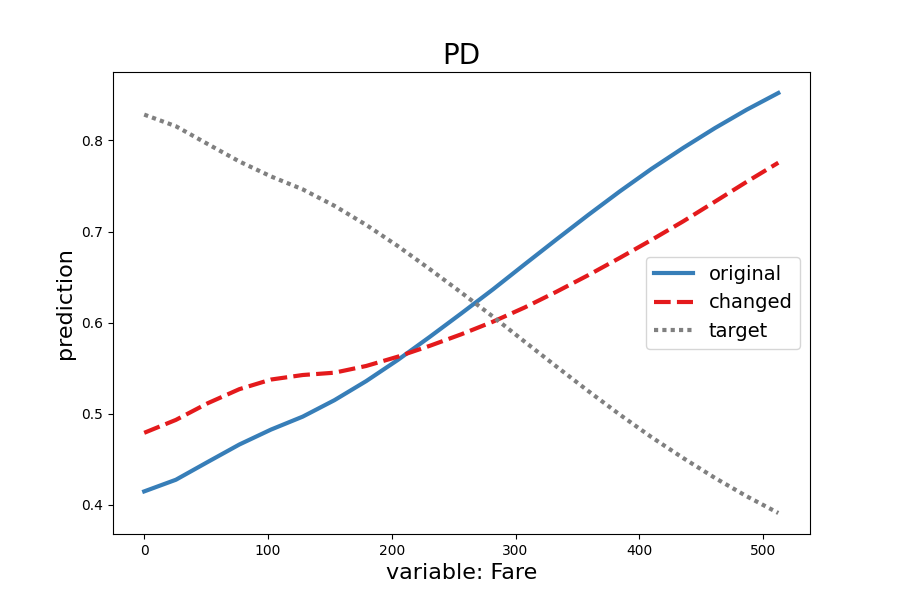 PD
prediction
0.8
0.7
0.6
0.5
0.4
original
changed
target
0 100 200 300 400 500
variable: Fare